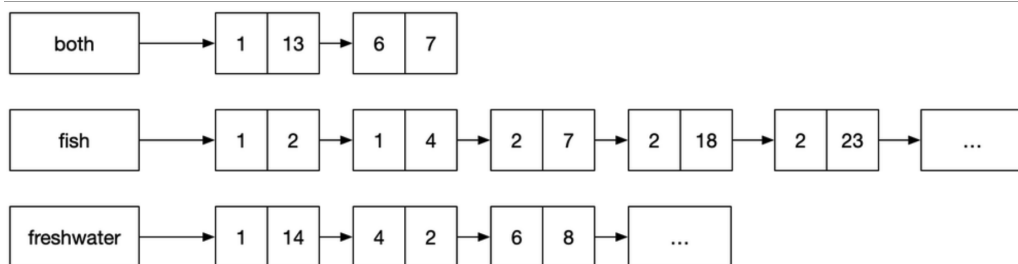 both 1 13 6 7
fish 1 2 1 4 2 7 2 18 2 23 ...
freshwater 1 14 4 2 6 8 ...